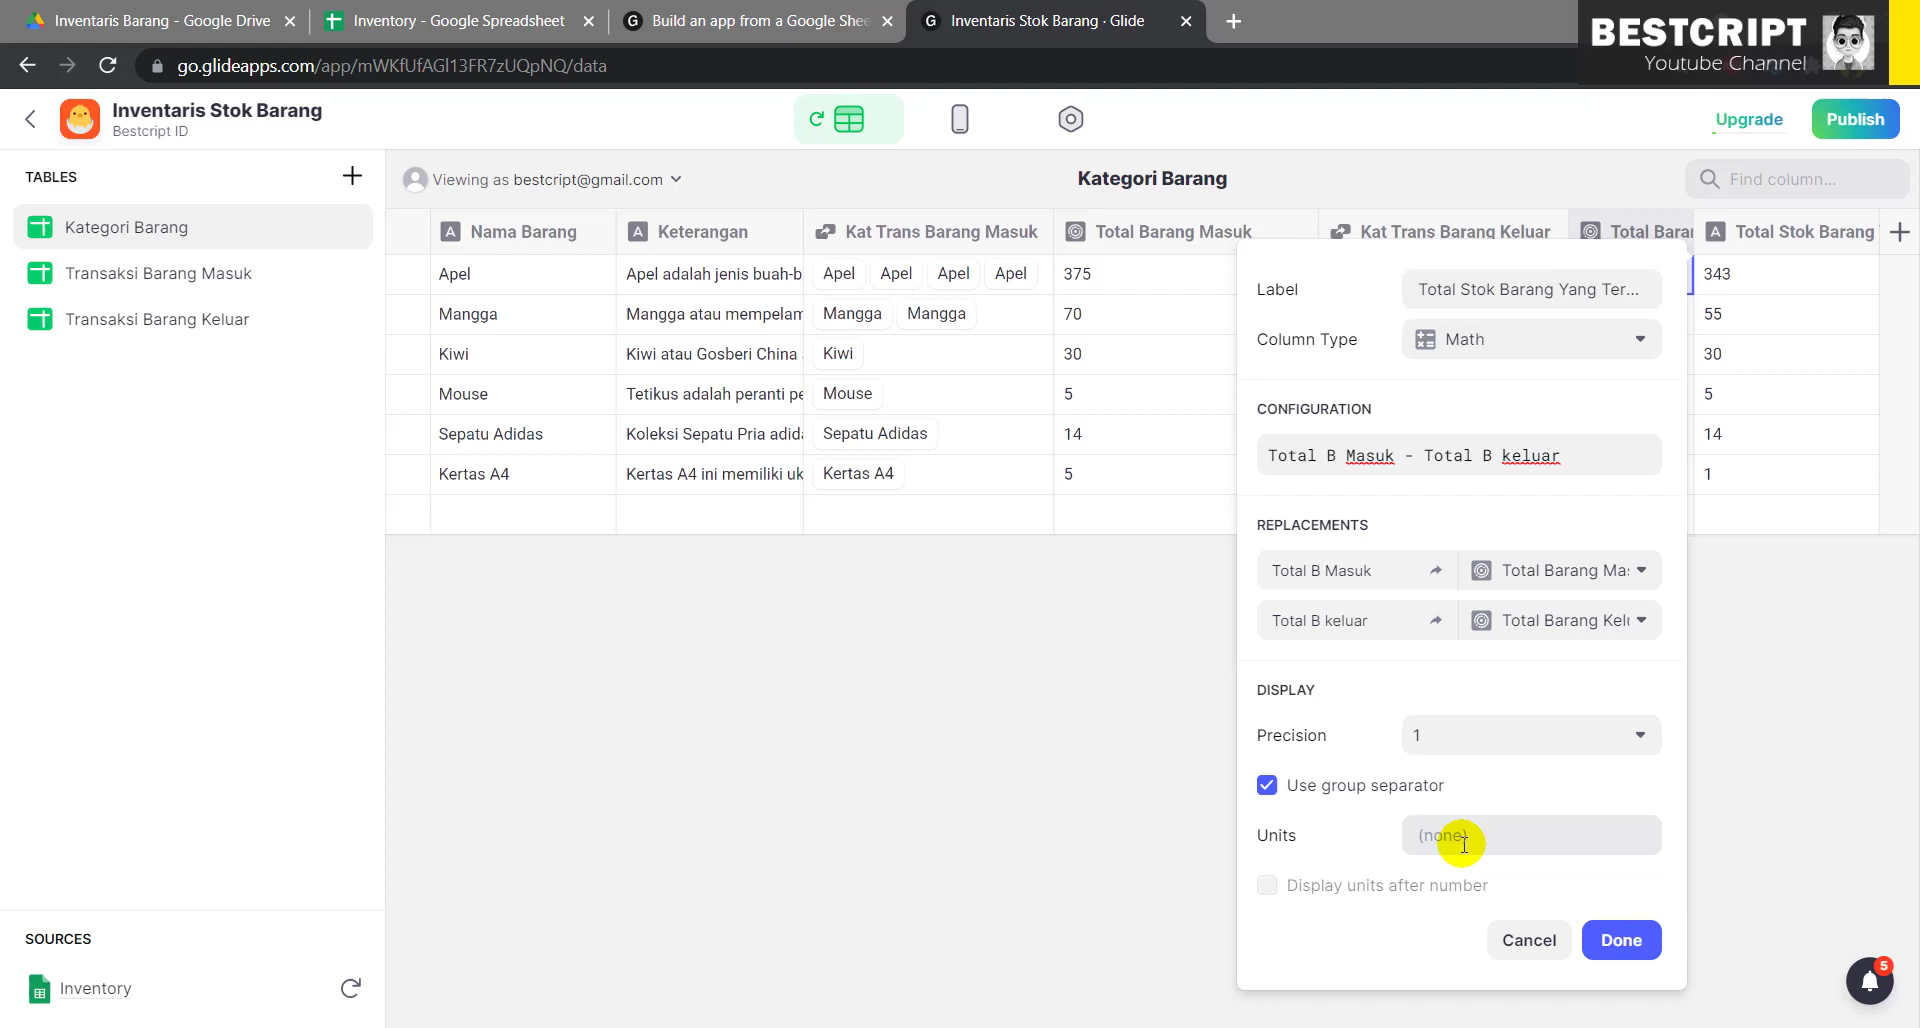 Inventaris Barang - Google Drive
Inventory - Google Spreadsheet
Build an app from a Google Shee
G Inventaris Stok Barang · Glide
BESTCRIPT
Youtube Channel
go.glideapps.com/app/mWKfUfAGl13FR7zUQpNQ/data
Inventaris Stok Barang
Bestcript ID
Upgrade
Publish
TABLES
Viewing as bestcript@gmail.com
Kategori Barang
Find column...
Kategori Barang
Transaksi Barang Masuk
Transaksi Barang Keluar
A Nama Barang A Keterangan Kat Trans Barang Masuk Total Barang Masuk Kat Trans Barang Keluar Total Baran A Total Stok Barang
Apel Apel adalah jenis buah-b Apel Apel Apel Apel 375 343
Mangga Mangga atau mempelam Mangga Mangga 70 55
Kiwi Kiwi atau Gosberi China Kiwi 30 30
Mouse Tetikus adalah peranti pe Mouse 5 5
Sepatu Adidas Koleksi Sepatu Pria adida Sepatu Adidas 14 14
Kertas A4 Kertas A4 ini memiliki uk Kertas A4 5 1
Label Total Stok Barang Yang Ter...
Column Type Math
CONFIGURATION
Total B Masuk - Total B keluar
REPLACEMENTS
Total B Masuk Total Barang Mas
Total B keluar Total Barang Kelu
DISPLAY
Precision 1
Use group separator
Units (none)
Display units after number
Cancel Done
SOURCES
Inventory
5